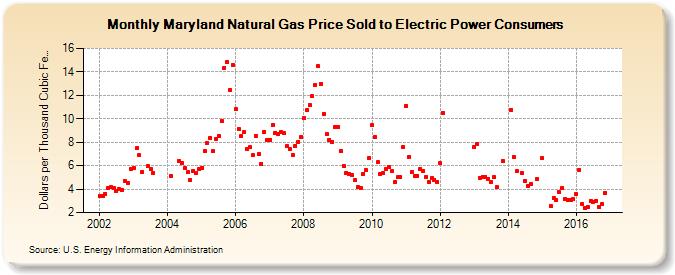 Monthly Maryland Natural Gas Price Sold to Electric Power Consumers
Dollars per Thousand Cubic Fe...
16
14
12
10
8
6
4
2
2002 2004 2006 2008 2010 2012 2014 2016
Source: U.S. Energy Information Administration